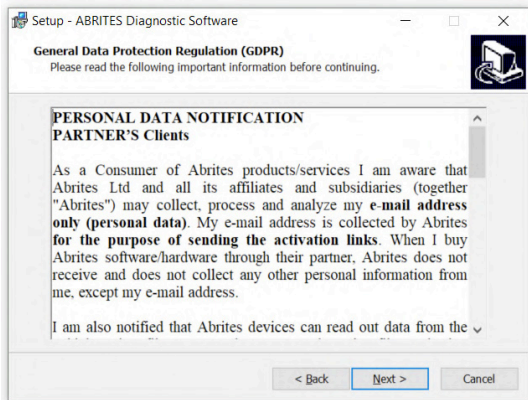 Setup - ABRITES Diagnostic Software
General Data Protection Regulation (GDPR)
Please read the following important information before continuing.
PERSONAL DATA NOTIFICATION
PARTNER'S Clients
As a Consumer of Abrites products/services I am aware that
Abrites Ltd and all its affiliates and subsidiaries (together
"Abrites") may collect, process and analyze my e-mail address
only (personal data). My e-mail address is collected by Abrites
for the purpose of sending the activation links. When I buy
Abrites software/hardware through their partner, Abrites does not
receive and does not collect any other personal information from
me, except my e-mail address.
I am also notified that Abrites devices can read out data from the
< Back
Next >
Cancel